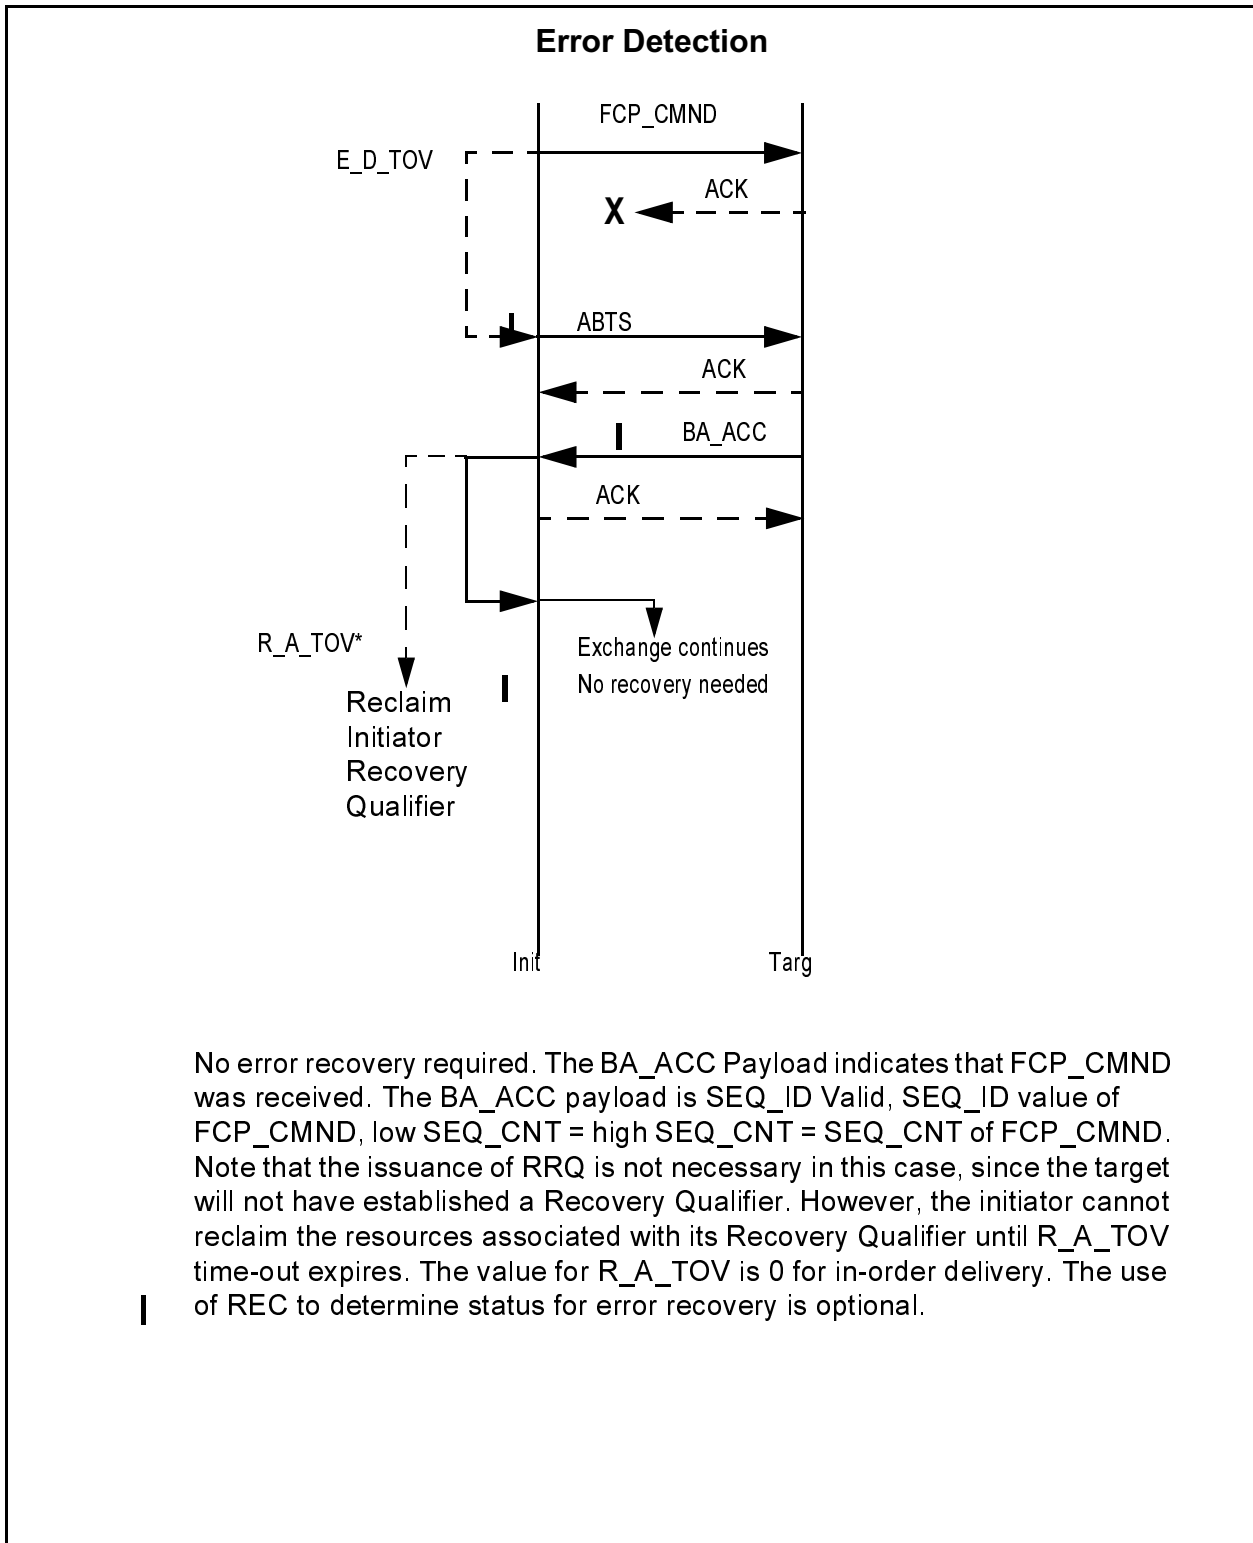 Error Detection
FCP_CMND
E_D_TOV
ACK
X
ABTS
ACK
BA_ACC
ACK
R_A_TOV*
Exchange continues
No recovery needed
Reclaim
Initiator
Recovery
Qualifier
Init
Targ
No error recovery required. The BA_ACC Payload indicates that FCP_CMND
was received. The BA_ACC payload is SEQ_ID Valid, SEQ_ID value of
FCP_CMND, low SEQ_CNT = high SEQ_CNT = SEQ_CNT of FCP_CMND.
Note that the issuance of RRQ is not necessary in this case, since the target
will not have established a Recovery Qualifier. However, the initiator cannot
reclaim the resources associated with its Recovery Qualifier until R_A_TOV
time-out expires. The value for R_A_TOV is 0 for in-order delivery. The use
of REC to determine status for error recovery is optional.